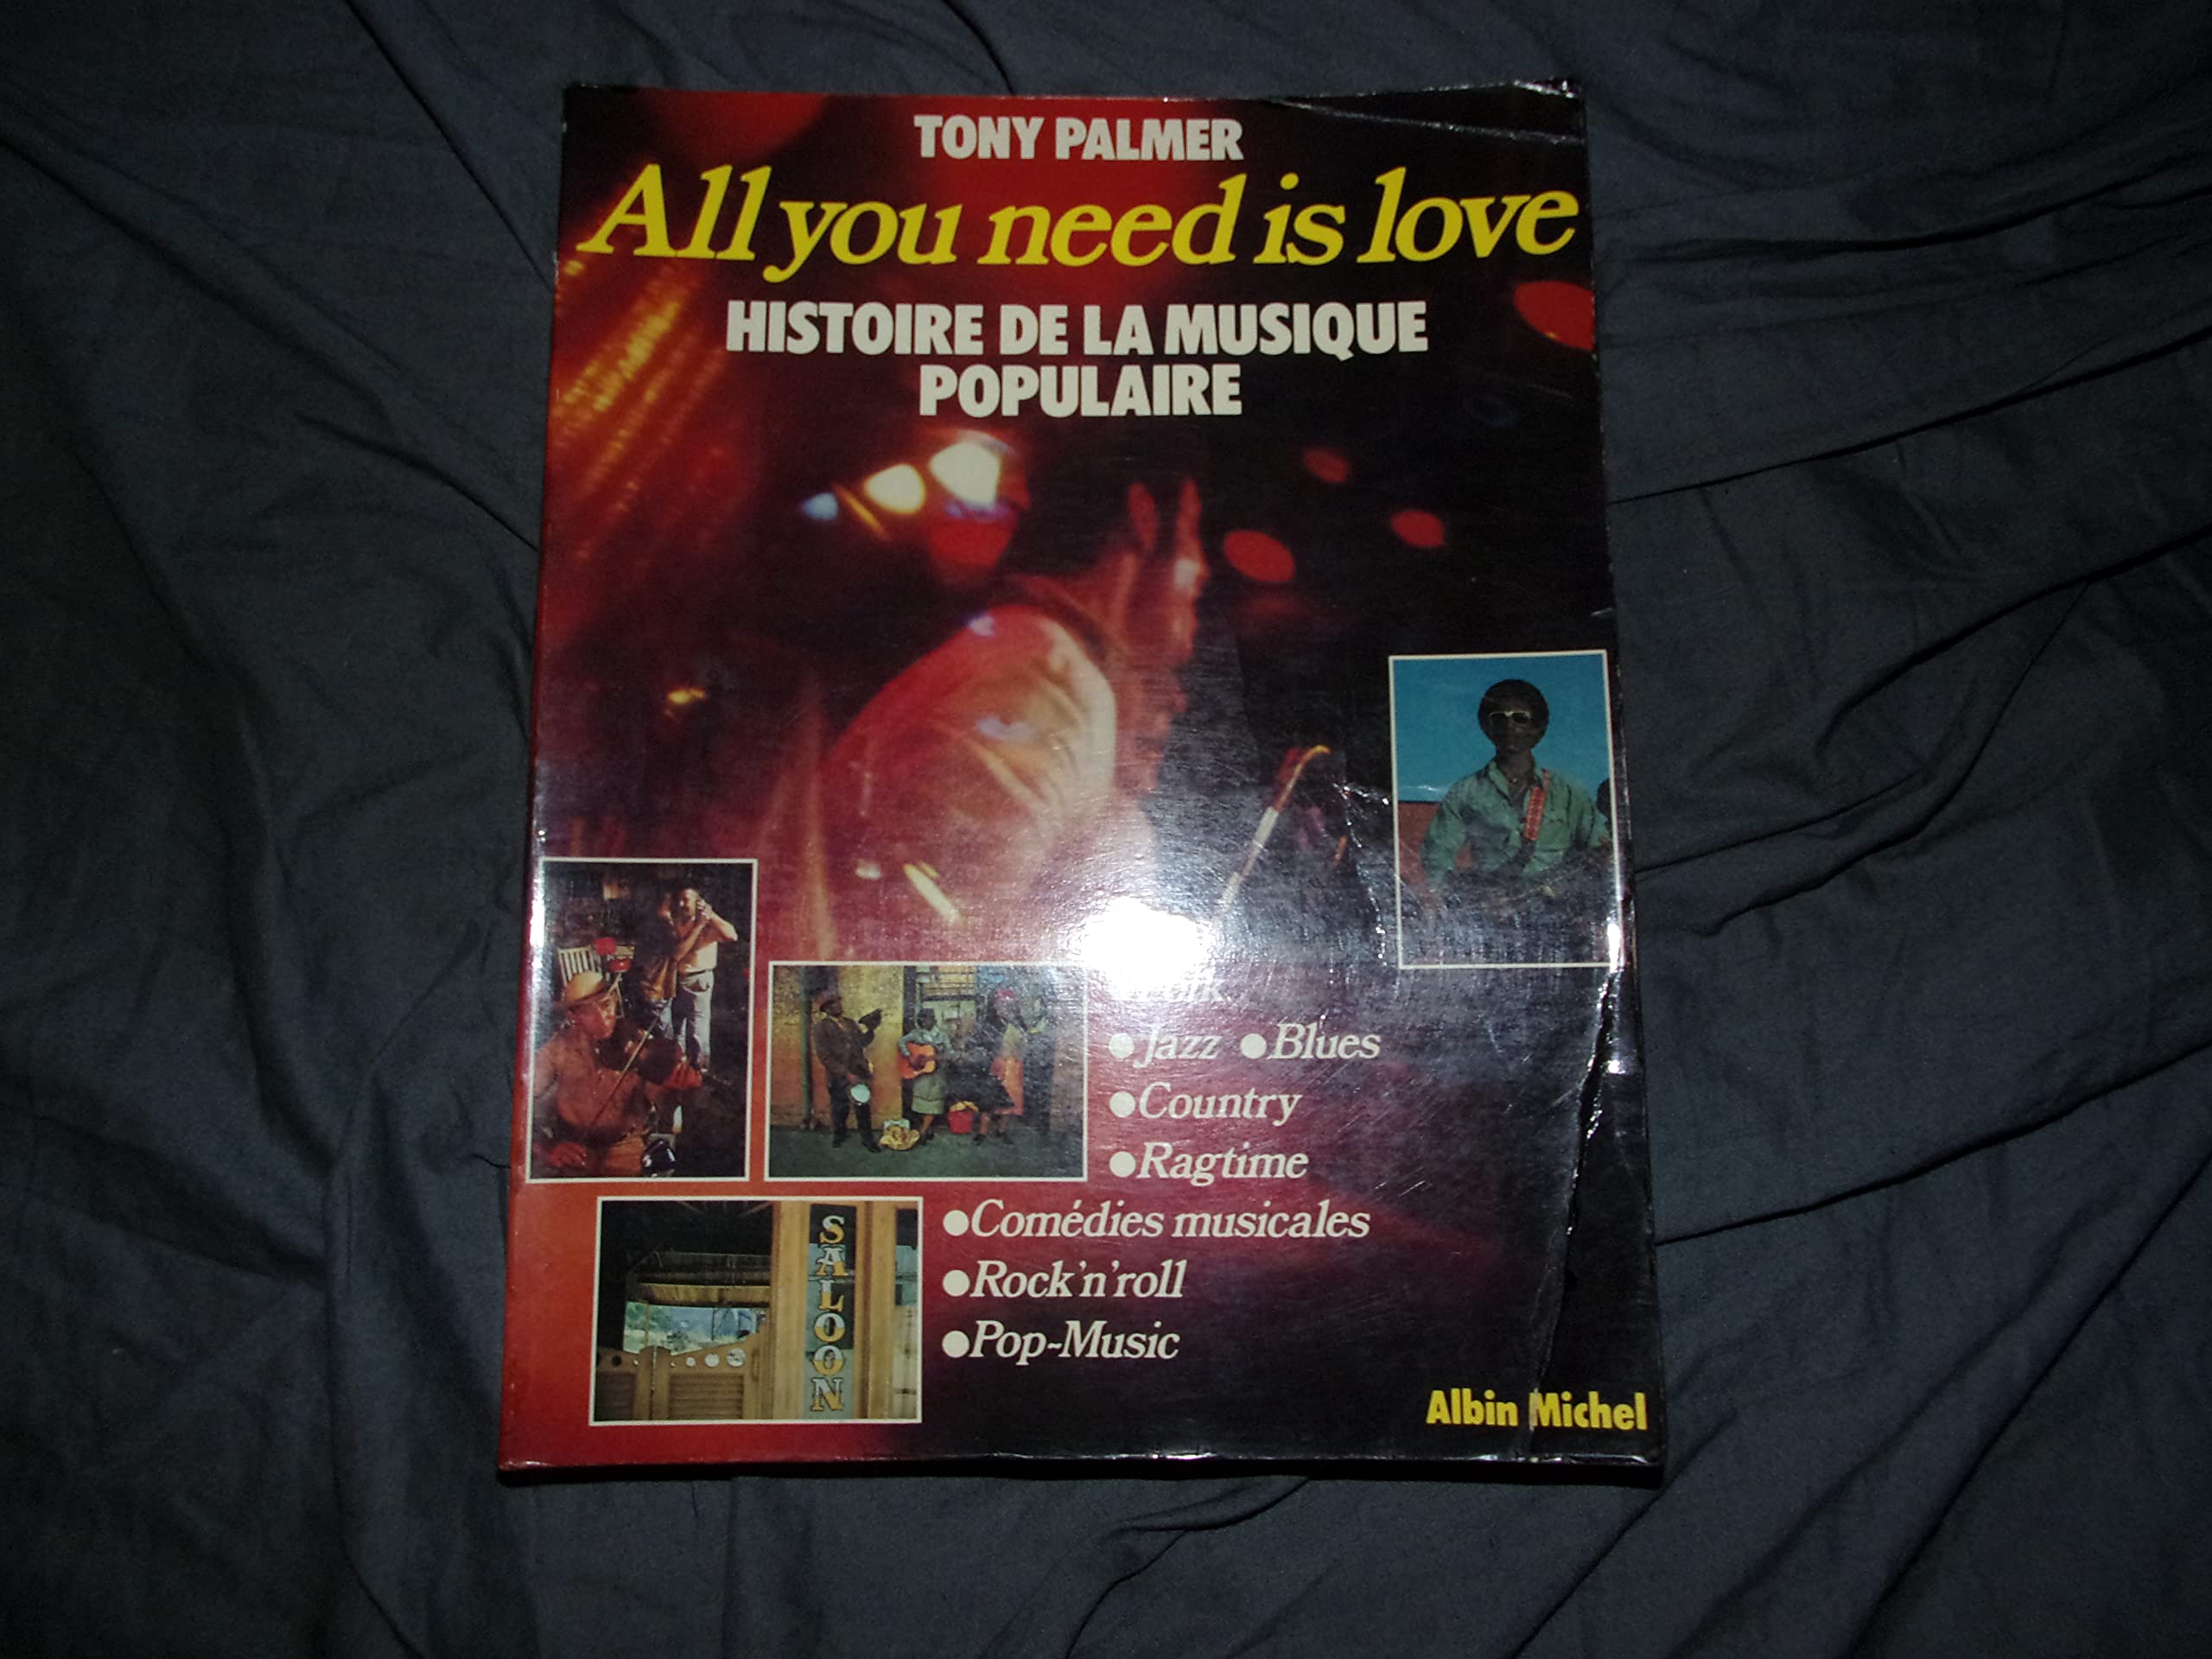 TONY PALMER
All you need is love
HISTOIRE DE LA MUSIQUE
POPULAIRE
● Jazz ● Blues
● Country
● Ragtime
● Comédies musicales
● Rock'n'roll
● Pop-Music
SALOON
Albin Michel